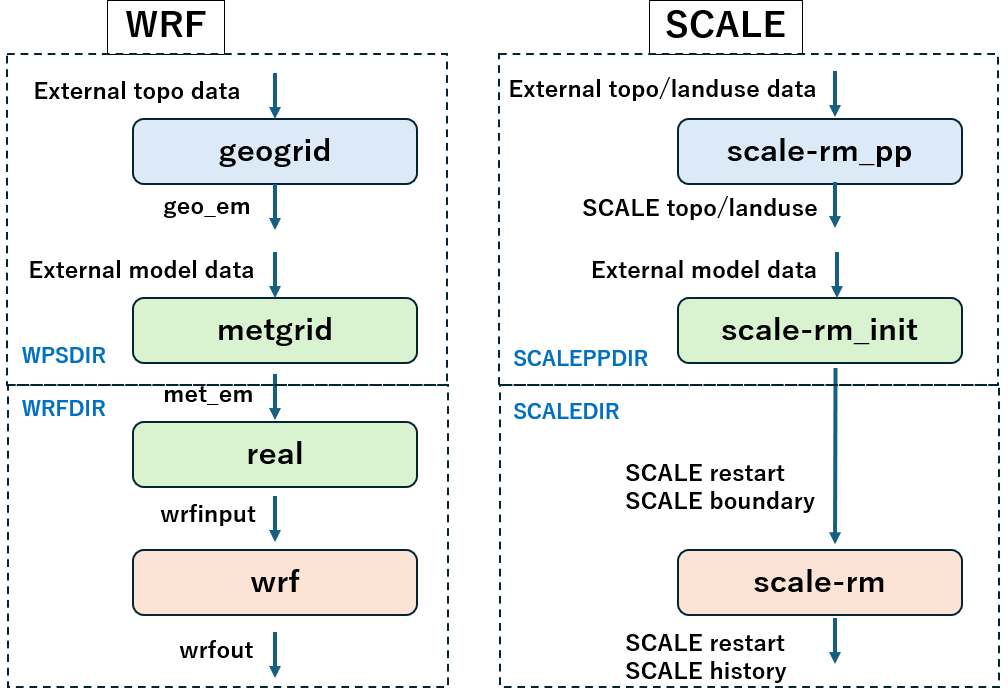 WRF
External topo data
geogrid
geo_em
External model data
metgrid
WPSDIR
met_em
WRFDIR
real
wrfinput
wrf
wrfout
SCALE
External topo/landuse data
scale-rm_pp
SCALE topo/landuse
External model data
scale-rm_init
SCALEPPDIR
SCALEDIR
SCALE restart
SCALE boundary
scale-rm
SCALE restart
SCALE history